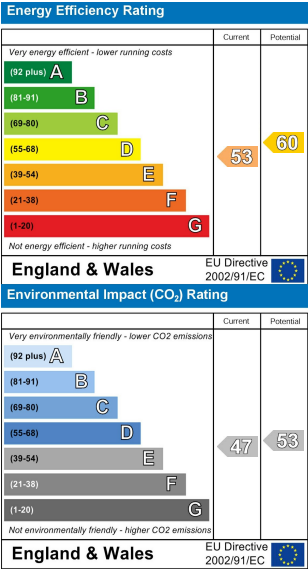 Energy Efficiency Rating
Current Potential
Very energy efficient - lower running costs
(92 plus) A
(81-91) B
(69-80) C
(55-68) D
(39-54) E
(21-38) F
(1-20) G
53
60
Not energy efficient - higher running costs
England & Wales
EU Directive
2002/91/EC
Environmental Impact (CO2) Rating
Current Potential
Very environmentally friendly - lower CO2 emissions
(92 plus) A
(81-91) B
(69-80) C
(55-68) D
(39-54) E
(21-38) F
(1-20) G
47
53
Not environmentally friendly - higher CO2 emissions
England & Wales
EU Directive
2002/91/EC